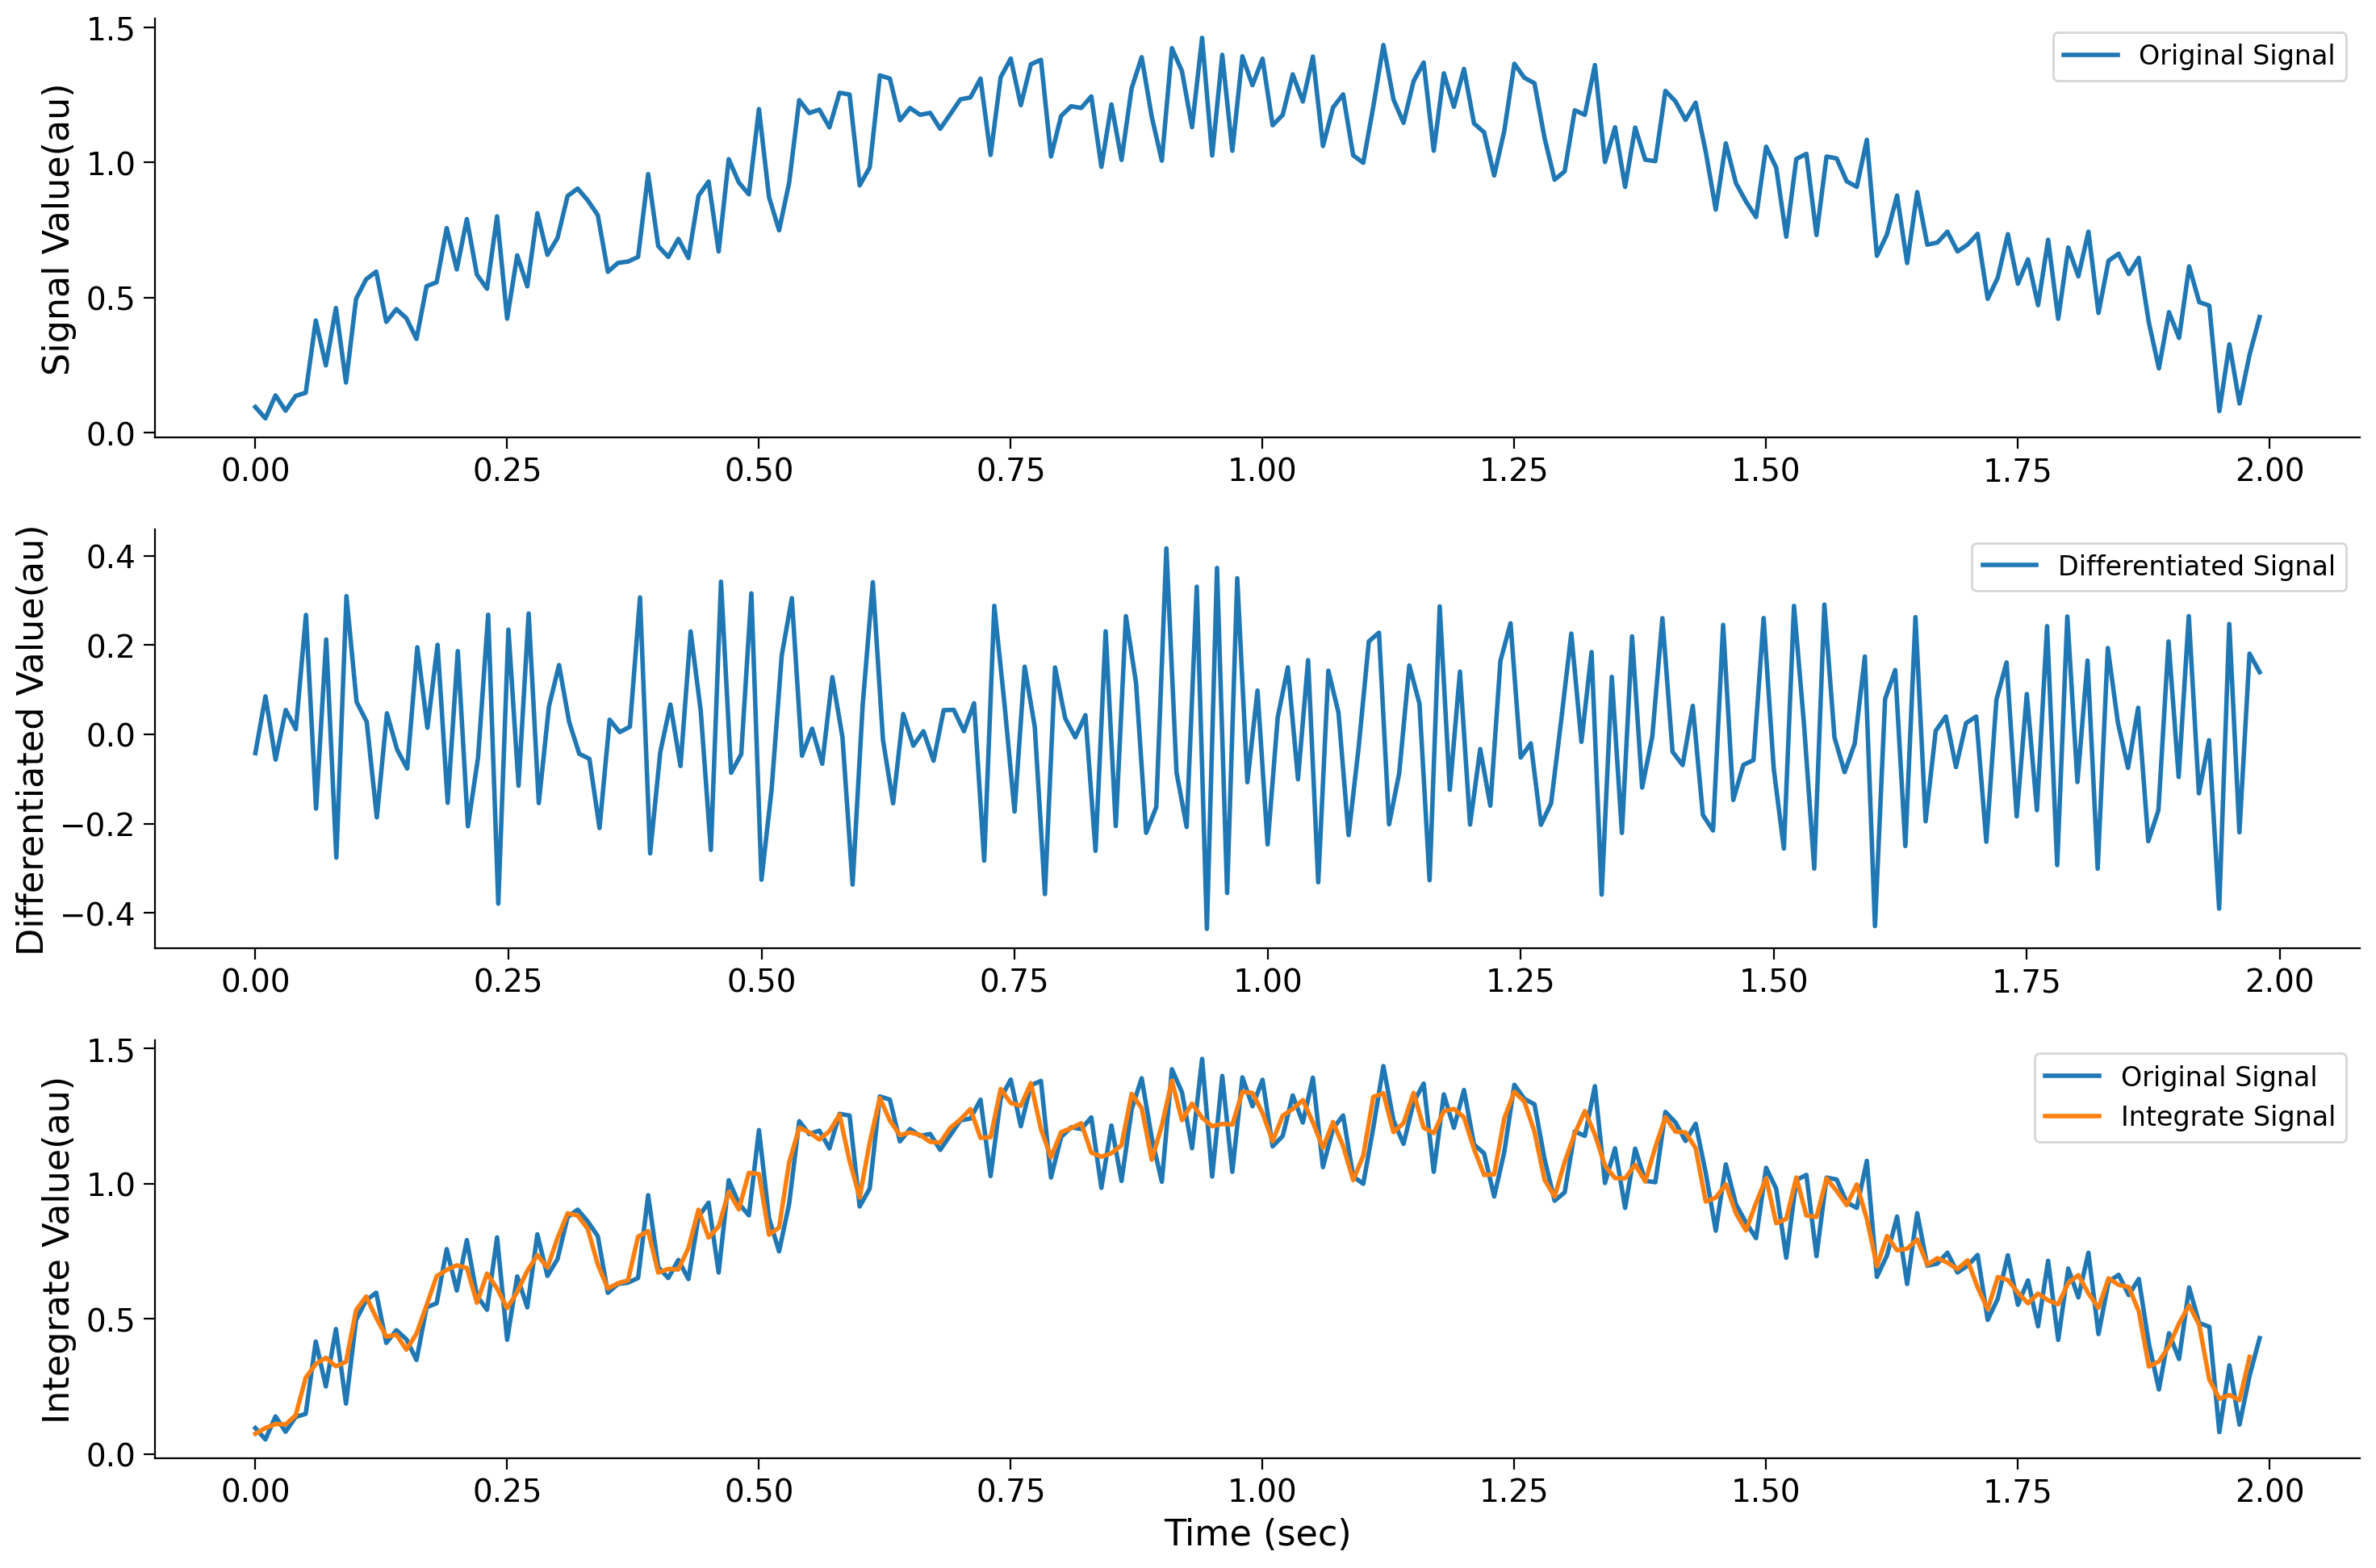 Signal Value(au)
1.5
1.0
0.5
0.0
Original Signal
0.00 0.25 0.50 0.75 1.00 1.25 1.50 1.75 2.00
Differentiated Value(au)
0.4
0.2
0.0
−0.2
−0.4
Differentiated Signal
0.00 0.25 0.50 0.75 1.00 1.25 1.50 1.75 2.00
Integrate Value(au)
1.5
1.0
0.5
0.0
Original Signal
Integrate Signal
0.00 0.25 0.50 0.75 1.00 1.25 1.50 1.75 2.00
Time (sec)